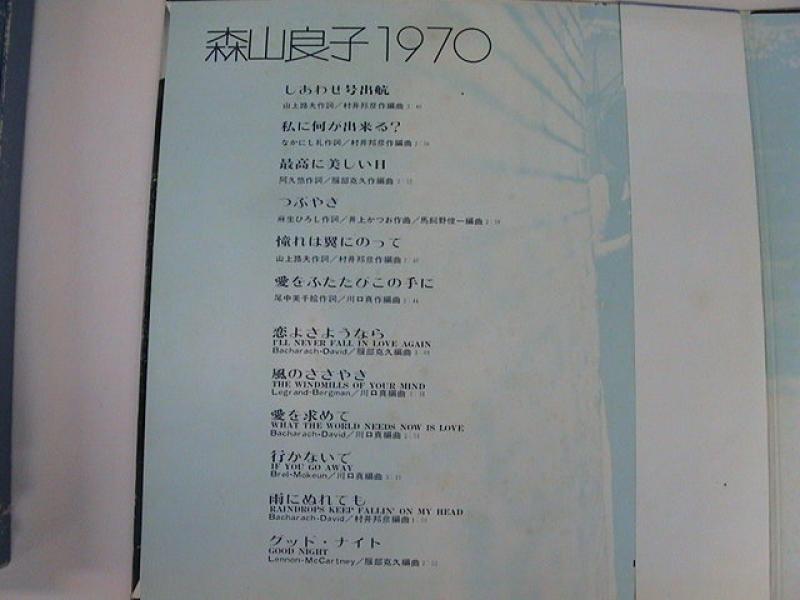 森山良子1970
しあわせ号出航
山上路夫作詞／村井邦彦作編曲
私に何が出来る?
なかにし礼作詞／村井邦彦作編曲
最高に美しい日
阿久悠作詞／服部克久作編曲
つぶやき
麻生ひろし作詞／井上かつお作曲／馬飼野俊一編曲
憧れは翼にのって
山上路夫作詞／村井邦彦作編曲
愛をふたたびこの手に
尾中美千絵作詞／川口真作編曲
恋よさようなら
I'LL NEVER FALL IN LOVE AGAIN
Bacharach-David／服部克久編曲
風のささやき
THE WINDMILLS OF YOUR MIND
Legrand-Bergman／川口真編曲
愛を求めて
WHAT THE WORLD NEEDS NOW IS LOVE
Bacharach-David／川口真編曲
行かないで
IF YOU GO AWAY
Brel-Mokeun／川口真編曲
雨にぬれても
RAINDROPS KEEP FALLIN' ON MY HEAD
Bacharach-David／村井邦彦編曲
グッド・ナイト
GOOD NIGHT
Lennon-McCartney／服部克久編曲